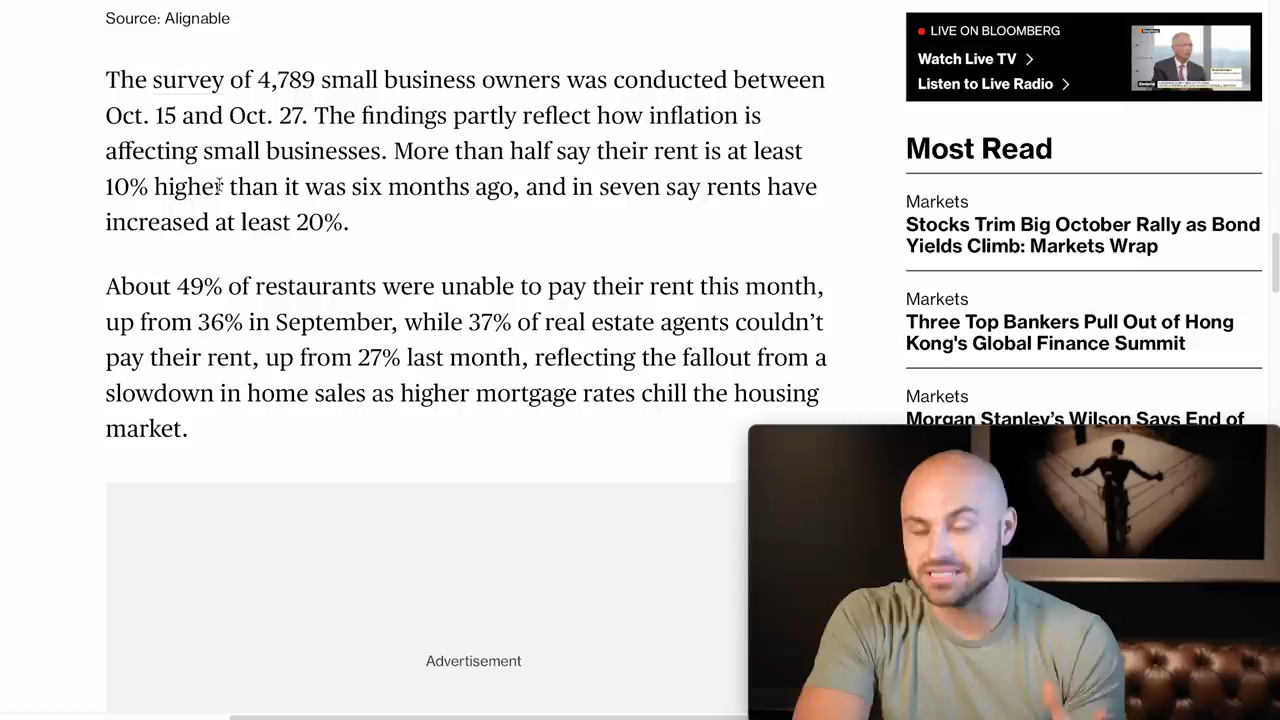 Source: Alignable
The survey of 4,789 small business owners was conducted between
Oct. 15 and Oct. 27. The findings partly reflect how inflation is
affecting small businesses. More than half say their rent is at least
10% higher than it was six months ago, and in seven say rents have
increased at least 20%.
About 49% of restaurants were unable to pay their rent this month,
up from 36% in September, while 37% of real estate agents couldn’t
pay their rent, up from 27% last month, reflecting the fallout from a
slowdown in home sales as higher mortgage rates chill the housing
market.
Advertisement
LIVE ON BLOOMBERG
Watch Live TV
Listen to Live Radio
Most Read
Markets
Stocks Trim Big October Rally as Bond
Yields Climb: Markets Wrap
Markets
Three Top Bankers Pull Out of Hong
Kong's Global Finance Summit
Markets
Morgan Stanley’s Wilson Says End of